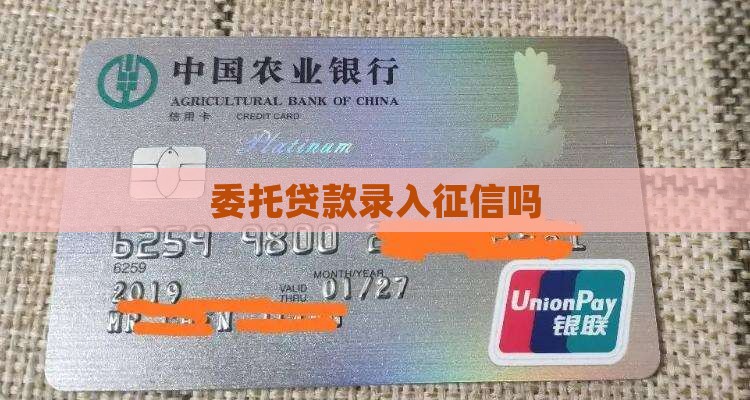 中国农业银行
AGRICULTURAL BANK OF CHINA
信用卡 CREDIT CARD
Platinum
委托贷款录入征信吗
6259 9800
6259
MONTH/YEAR
2019 VALID THRU 01/27
UnionPay
银联